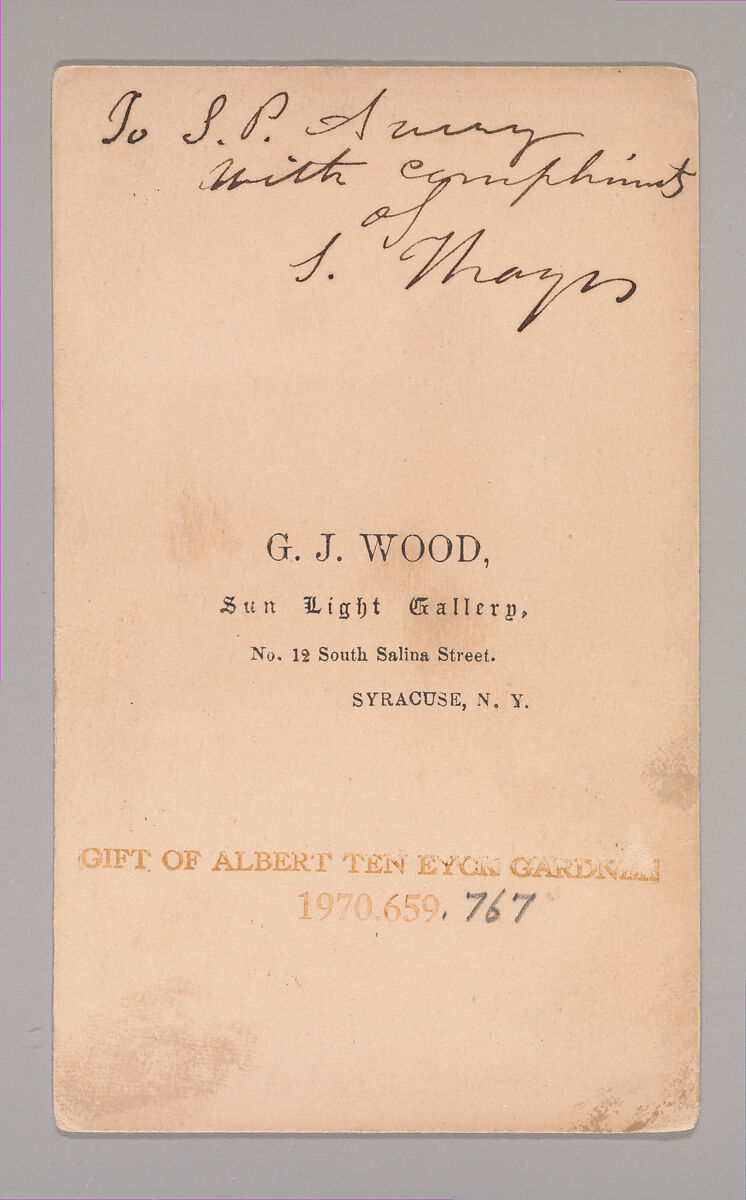 To S. P. Avery
With compliments
of
S. Thayer
G. J. WOOD,
Sun Light Gallery,
No. 12 South Salina Street.
SYRACUSE, N. Y.
GIFT OF ALBERT TEN EYCK GARDNER
1970.659.767